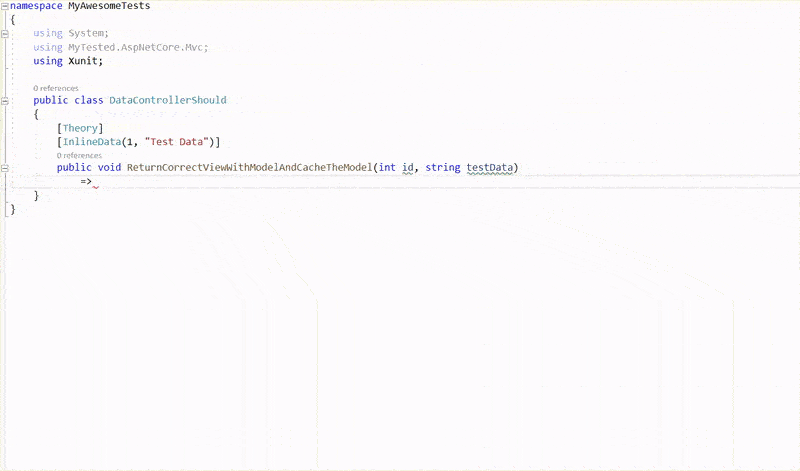 namespace MyAwesomeTests
{
using System;
using MyTested.AspNetCore.Mvc;
using Xunit;
0 references
public class DataControllerShould
{
[Theory]
[InlineData(1, "Test Data")]
0 references
public void ReturnCorrectViewWithModelAndCacheTheModel(int id, string testData)
=>
}
}